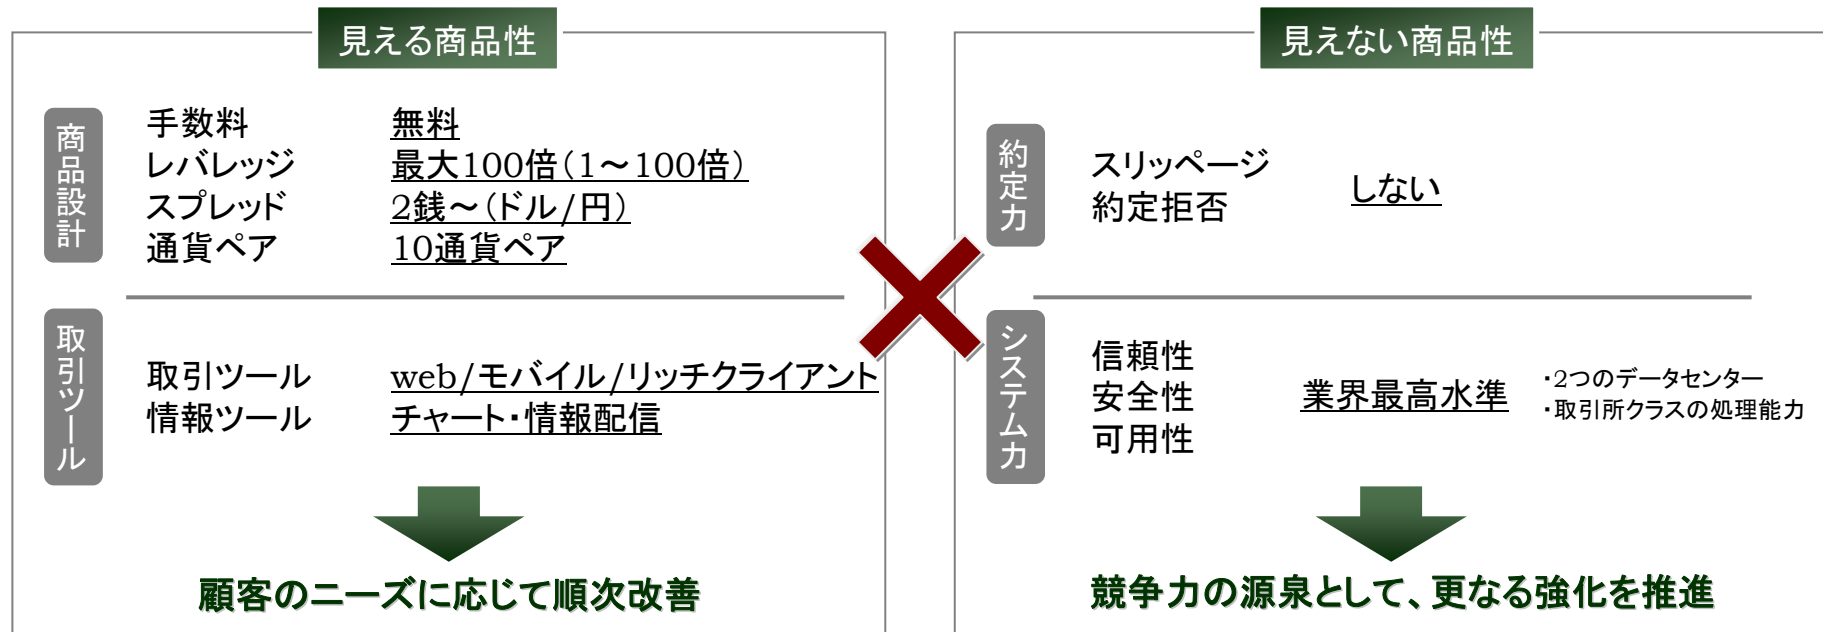 見える商品性
商品設計
手数料 無料
レバレッジ 最大100倍(1～100倍)
スプレッド 2銭～(ドル/円)
通貨ペア 10通貨ペア
取引ツール
取引ツール web/モバイル/リッチクライアント
情報ツール チャート・情報配信
顧客のニーズに応じて順次改善
見えない商品性
約定力
スリッページ
約定拒否
しない
システム力
信頼性
安全性
可用性
業界最高水準
・2つのデータセンター
・取引所クラスの処理能力
競争力の源泉として、更なる強化を推進